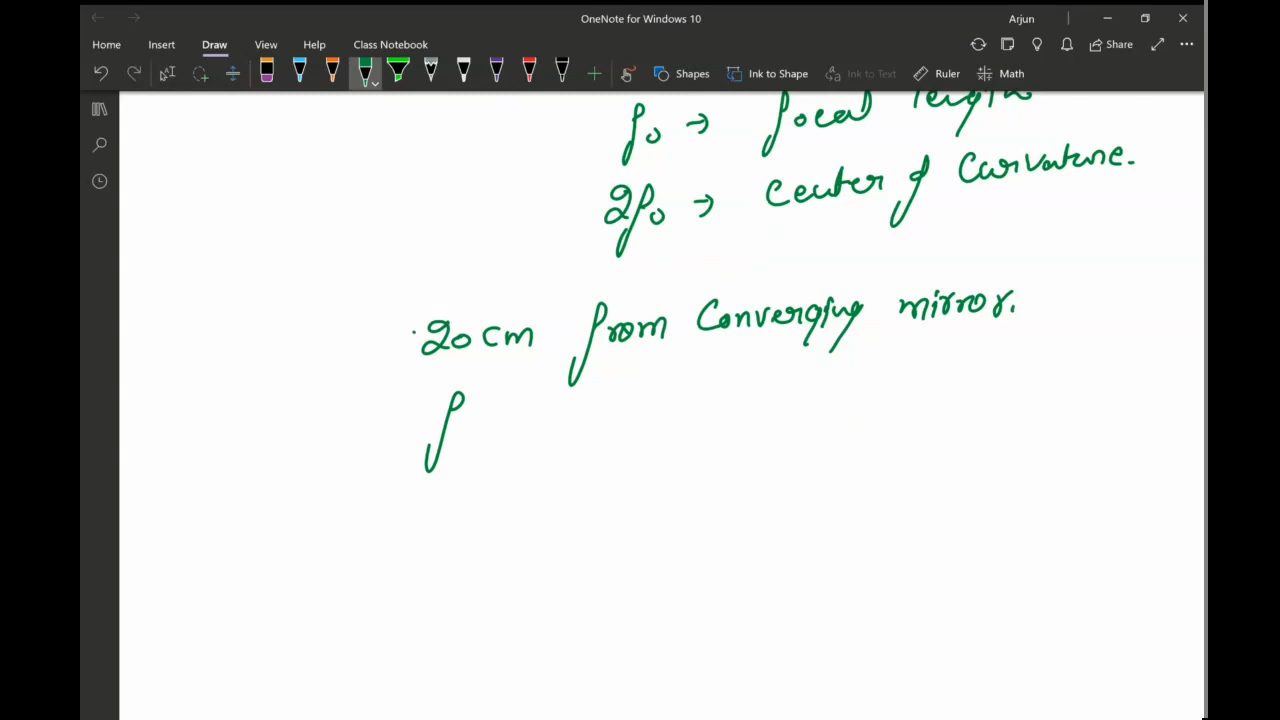 OneNote for Windows 10
Arjun
Home Insert Draw View Help Class Notebook
Share
Shapes Ink to Shape Ink to Text Ruler Math
f0 → focal length
2f0 → Center of Curvature.
20 cm from Converging mirror.
f